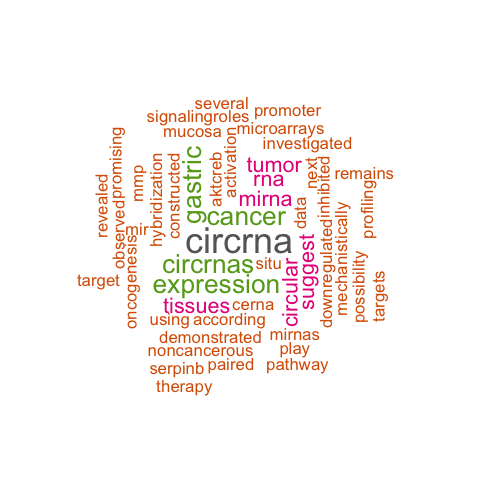 several
signaling roles promoter
mucosa microarrays
investigated
promising
revealed
observed
mmp
hybridization
constructed
gastric
aktcreb
activation
tumor
rna
mirna
next
inhibited
remains
profiling
mir
cancer
data
circrna
downregulated
mechanistically
possibility
targets
oncogenesis
target
circrnas situ
expression
circular
suggest
tissues cerna
using according
demonstrated mirnas
noncancerous play
serpinb paired pathway
therapy